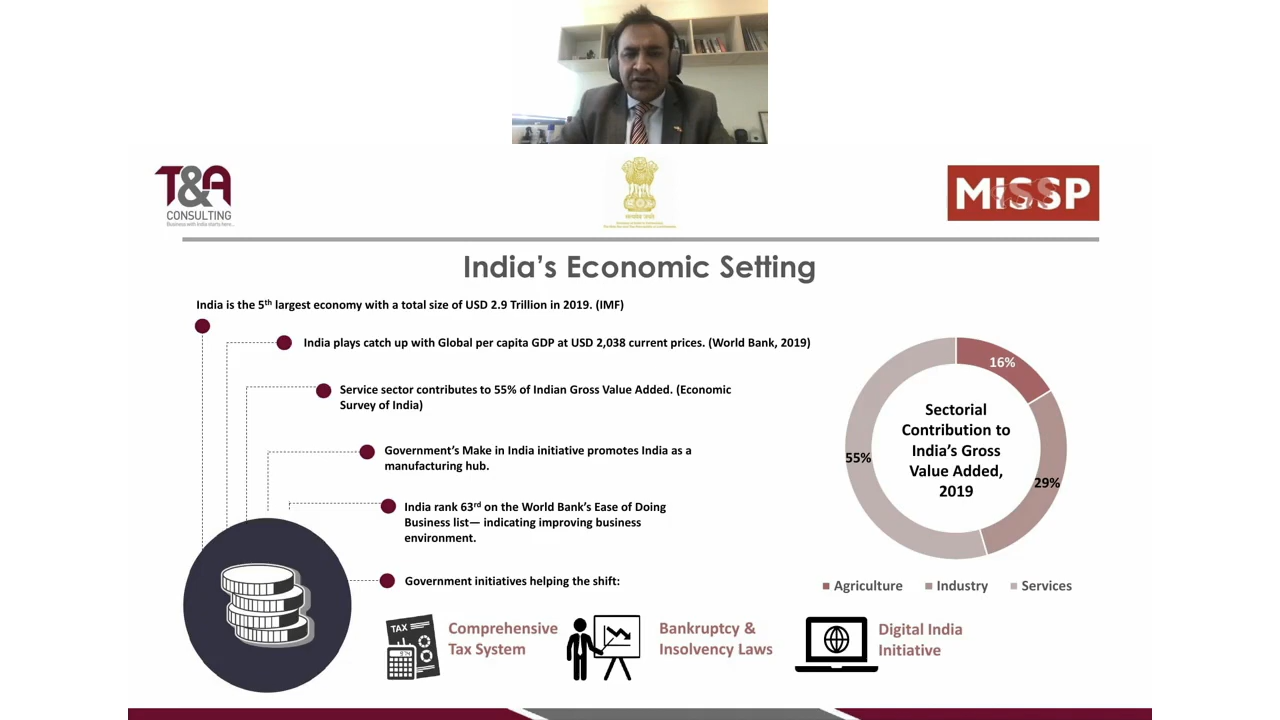 T&A
CONSULTING
Business with India starts here...
MISSP
India's Economic Setting
India is the 5th largest economy with a total size of USD 2.9 Trillion in 2019. (IMF)
India plays catch up with Global per capita GDP at USD 2,038 current prices. (World Bank, 2019)
Service sector contributes to 55% of Indian Gross Value Added. (Economic
Survey of India)
Government's Make in India initiative promotes India as a
manufacturing hub.
India rank 63rd on the World Bank's Ease of Doing
Business list— indicating improving business
environment.
Government initiatives helping the shift:
16%
55%
29%
Sectorial
Contribution to
India's Gross
Value Added,
2019
Agriculture Industry Services
TAX
Comprehensive
Tax System
Bankruptcy &
Insolvency Laws
Digital India
Initiative